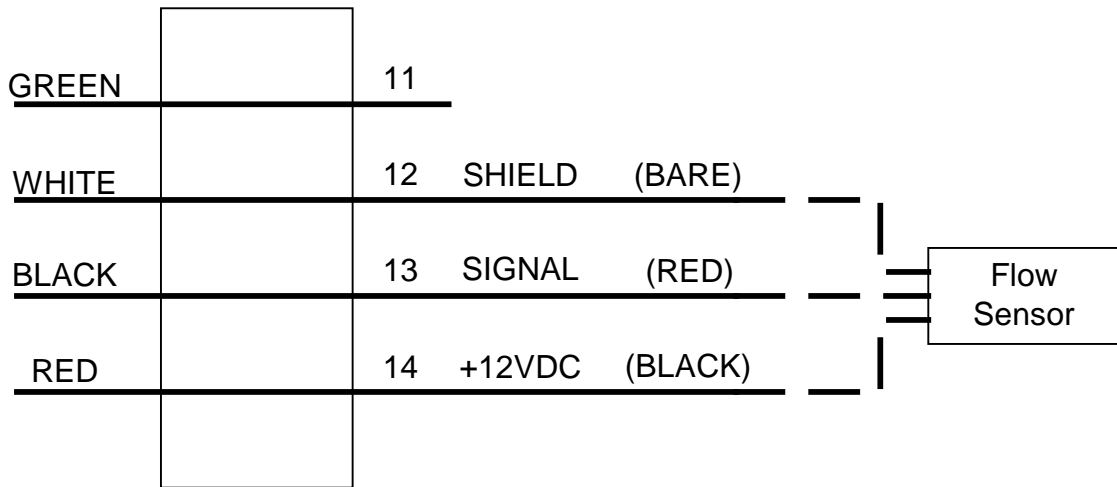 GREEN 11
WHITE 12 SHIELD (BARE)
BLACK 13 SIGNAL (RED)
RED 14 +12VDC (BLACK)
Flow
Sensor